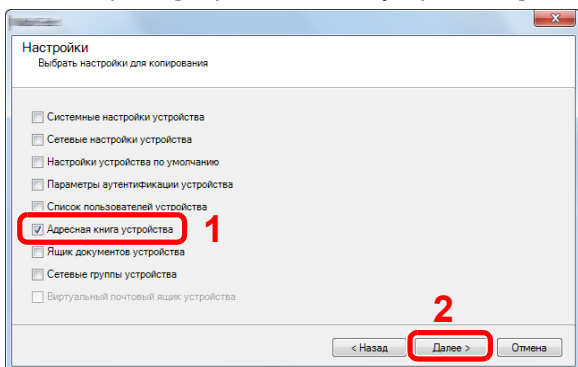 Настройки
Выбрать настройки для копирования
Системные настройки устройства
Сетевые настройки устройства
Настройки устройства по умолчанию
Параметры аутентификации устройства
Список пользователей устройства
Адресная книга устройства 1
Ящик документов устройства
Сетевые группы устройства
Виртуальный почтовый ящик устройства
2
< Назад Далее > Отмена